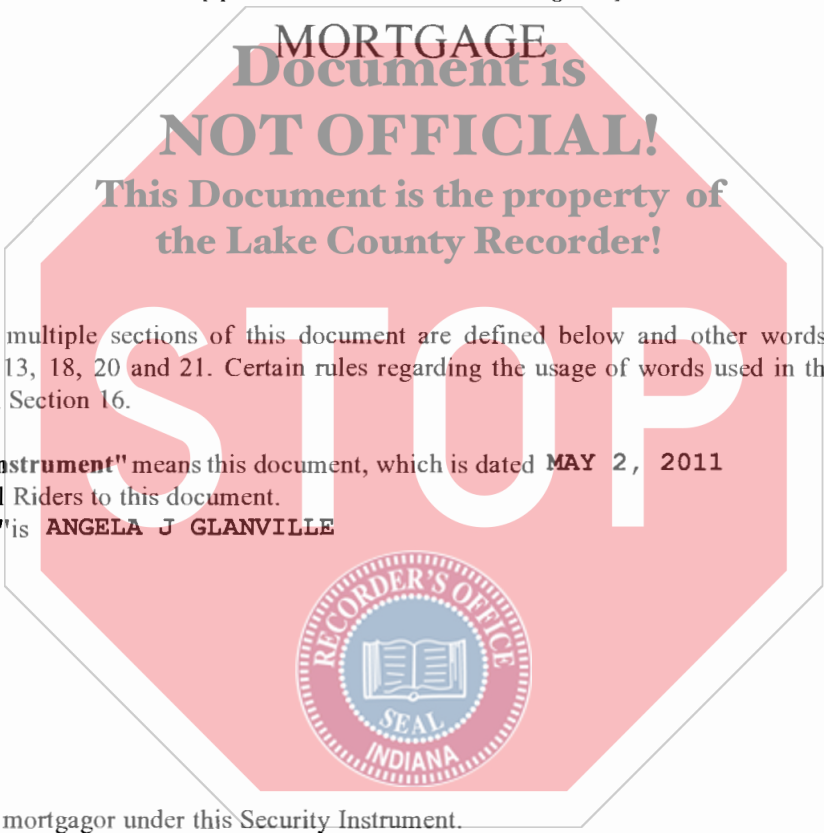 MORTGAGE
Document is
NOT OFFICIAL!
This Document is the property of
the Lake County Recorder!
STOP
multiple sections of this document are defined below and other words
13, 18, 20 and 21. Certain rules regarding the usage of words used in th
Section 16.
nstrument" means this document, which is dated MAY 2, 2011
Riders to this document.
"is ANGELA J GLANVILLE
RECORDER'S OFFICE
SEAL
INDIANA
mortgagor under this Security Instrument.